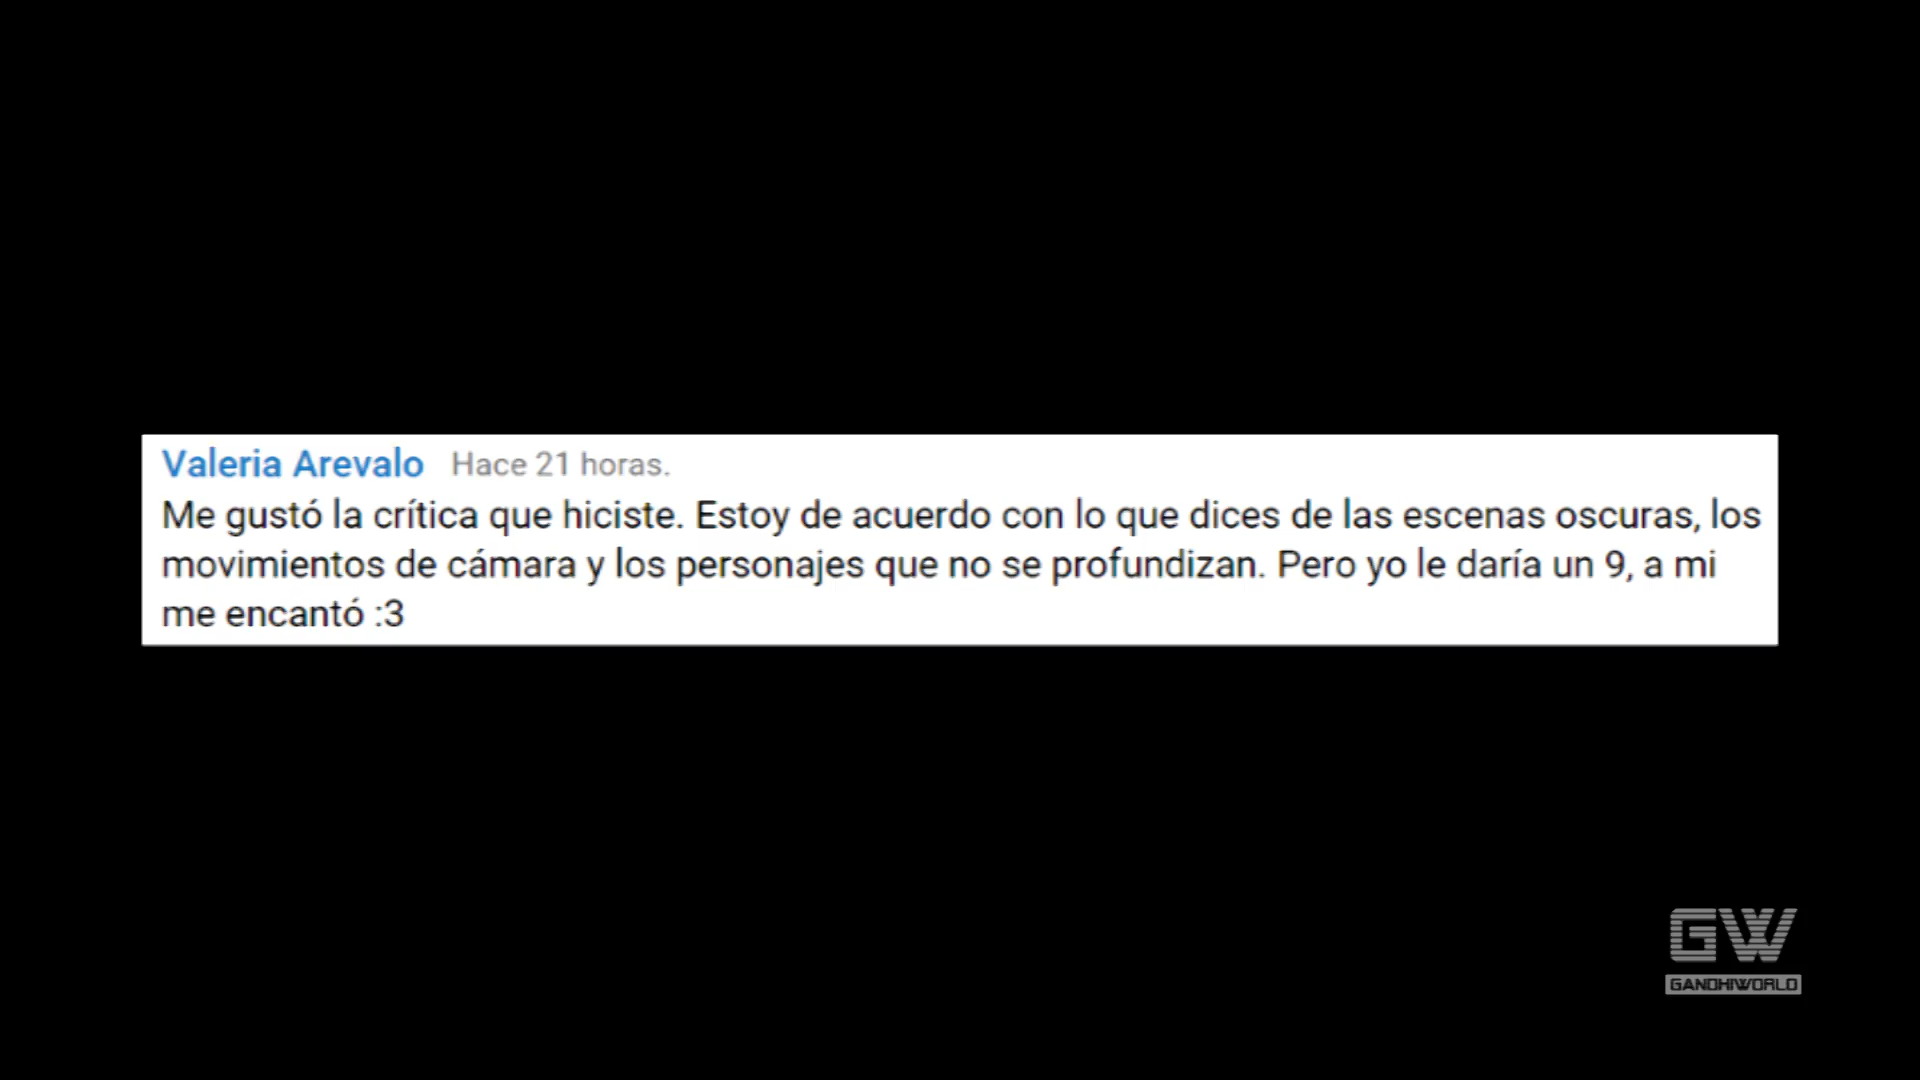 Valeria Arevalo Hace 21 horas.
Me gustó la crítica que hiciste. Estoy de acuerdo con lo que dices de las escenas oscuras, los
movimientos de cámara y los personajes que no se profundizan. Pero yo le daría un 9, a mi
me encantó :3
GW
GANDHIWORLD